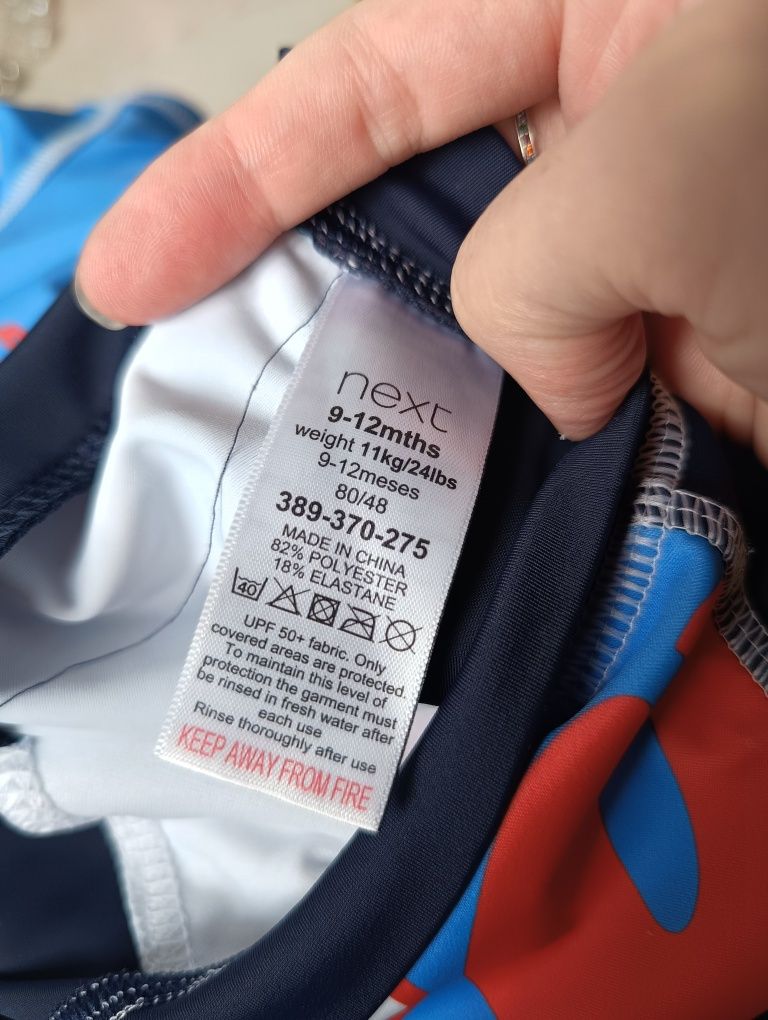 next
9-12mths
weight 11kg/24lbs
9-12meses
80/48
389-370-275
MADE IN CHINA
82% POLYESTER
18% ELASTANE
40
UPF 50+ fabric. Only
covered areas are protected.
To maintain this level of
protection the garment must
be rinsed in fresh water after
each use
Rinse thoroughly after use
KEEP AWAY FROM FIRE